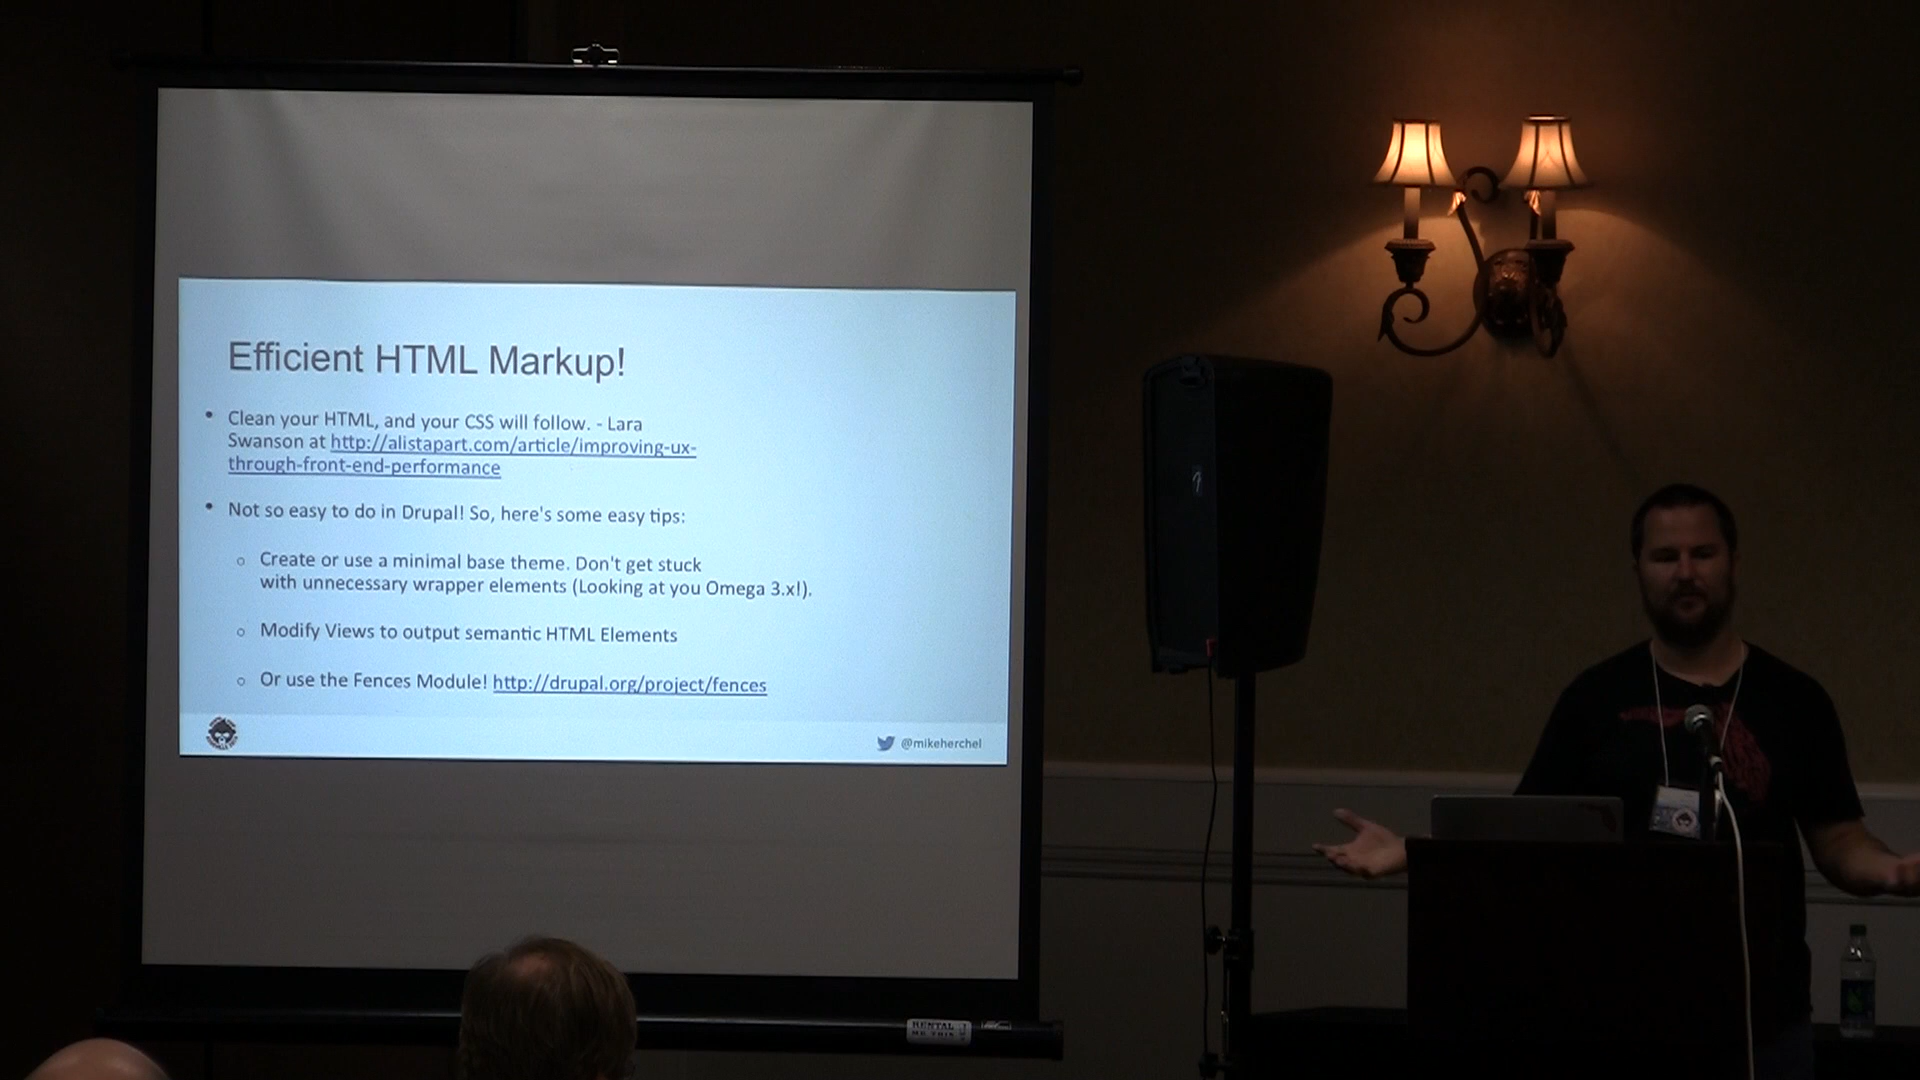 Efficient HTML Markup!
• Clean your HTML, and your CSS will follow. - Lara
Swanson at http://alistapart.com/article/improving-ux-
through-front-end-performance
• Not so easy to do in Drupal! So, here's some easy tips:
○ Create or use a minimal base theme. Don't get stuck
with unnecessary wrapper elements (Looking at you Omega 3.x!).
○ Modify Views to output semantic HTML Elements
○ Or use the Fences Module! http://drupal.org/project/fences
@mikeherchel
RENTAL